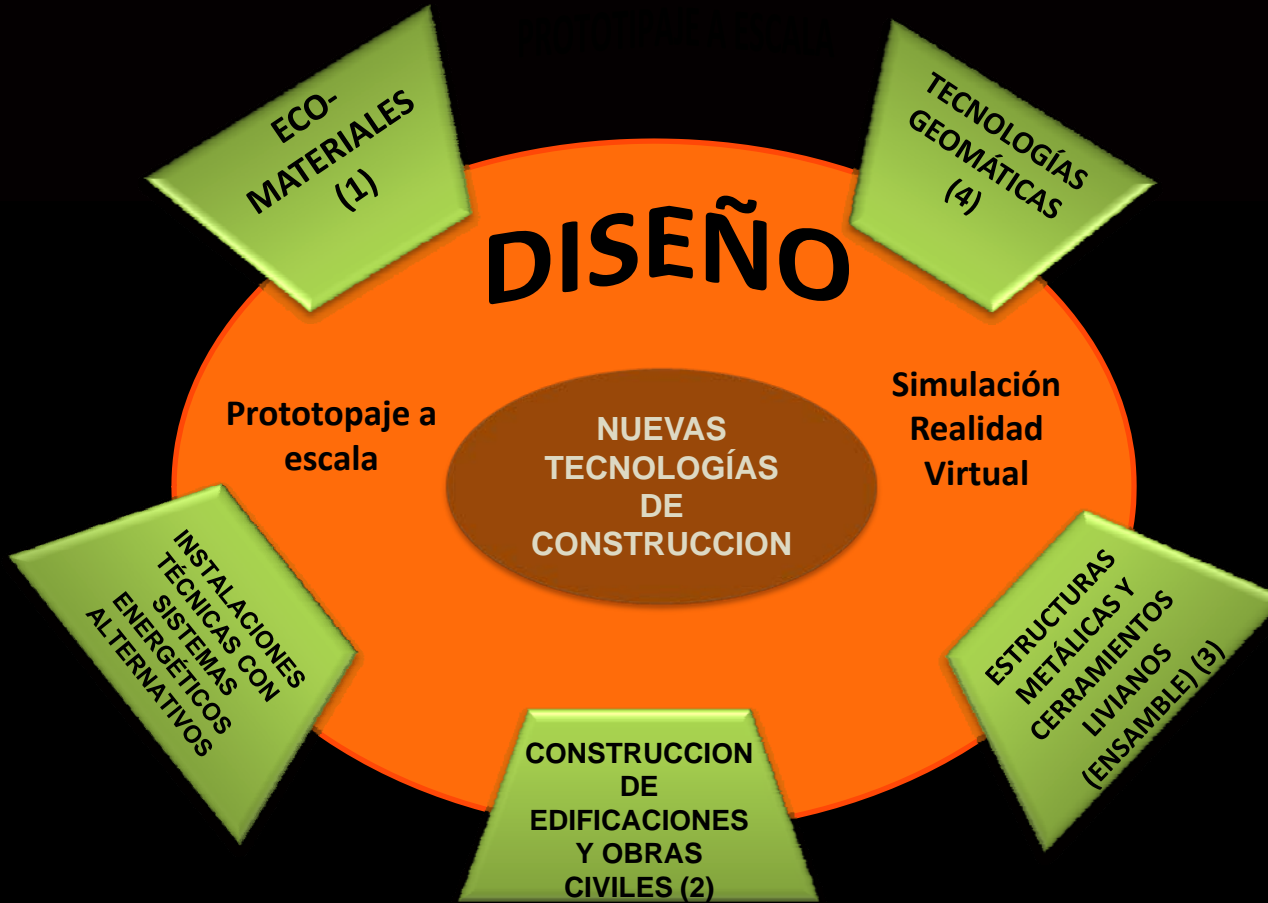 ECO-
MATERIALES
(1)
TECNOLOGÍAS
GEOMÁTICAS
(4)
DISEÑO
Prototopaje a
escala
NUEVAS
TECNOLOGÍAS
DE
CONSTRUCCION
Simulación
Realidad
Virtual
INSTALACIONES
TÉCNICAS CON
SISTEMAS
ENERGÉTICOS
ALTERNATIVOS
CONSTRUCCION
DE
EDIFICACIONES
Y OBRAS
CIVILES (2)
ESTRUCTURAS
METÁLICAS Y
CERRAMIENTOS
LIVIANOS
(ENSAMBLE) (3)